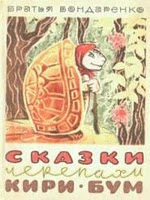 БРАТЬЯ БОНДАРЕНКО
СКАЗКИ
черепахи
КИРИ-БУМ